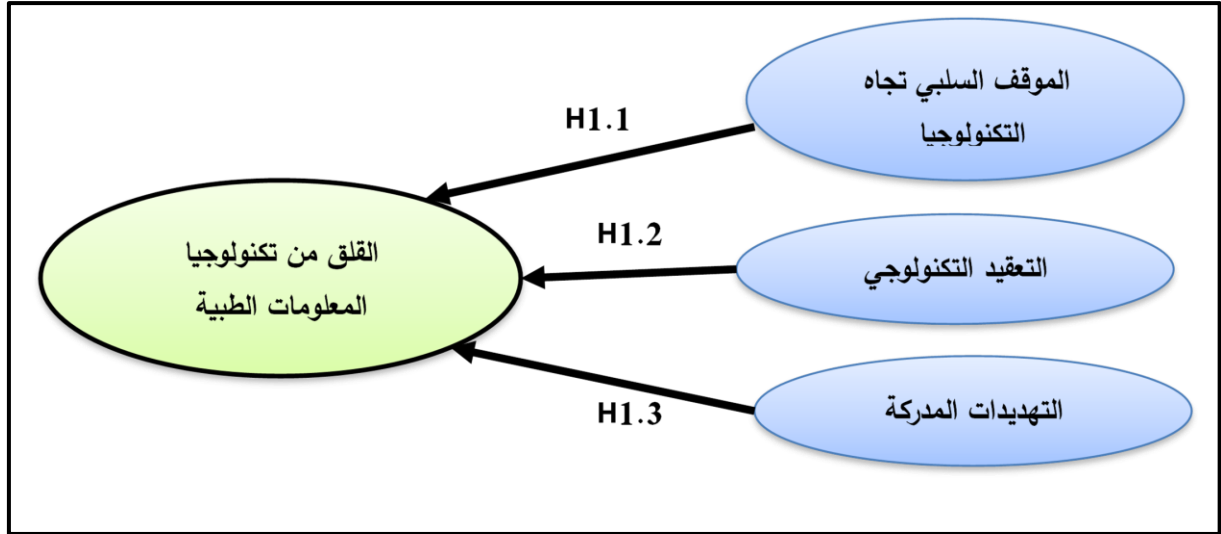 الموقف السلبي تجاه
التكنولوجيا
H1.1
القلق من تكنولوجيا
المعلومات الطبية
H1.2
التعقيد التكنولوجي
H1.3
التهديدات المدركة